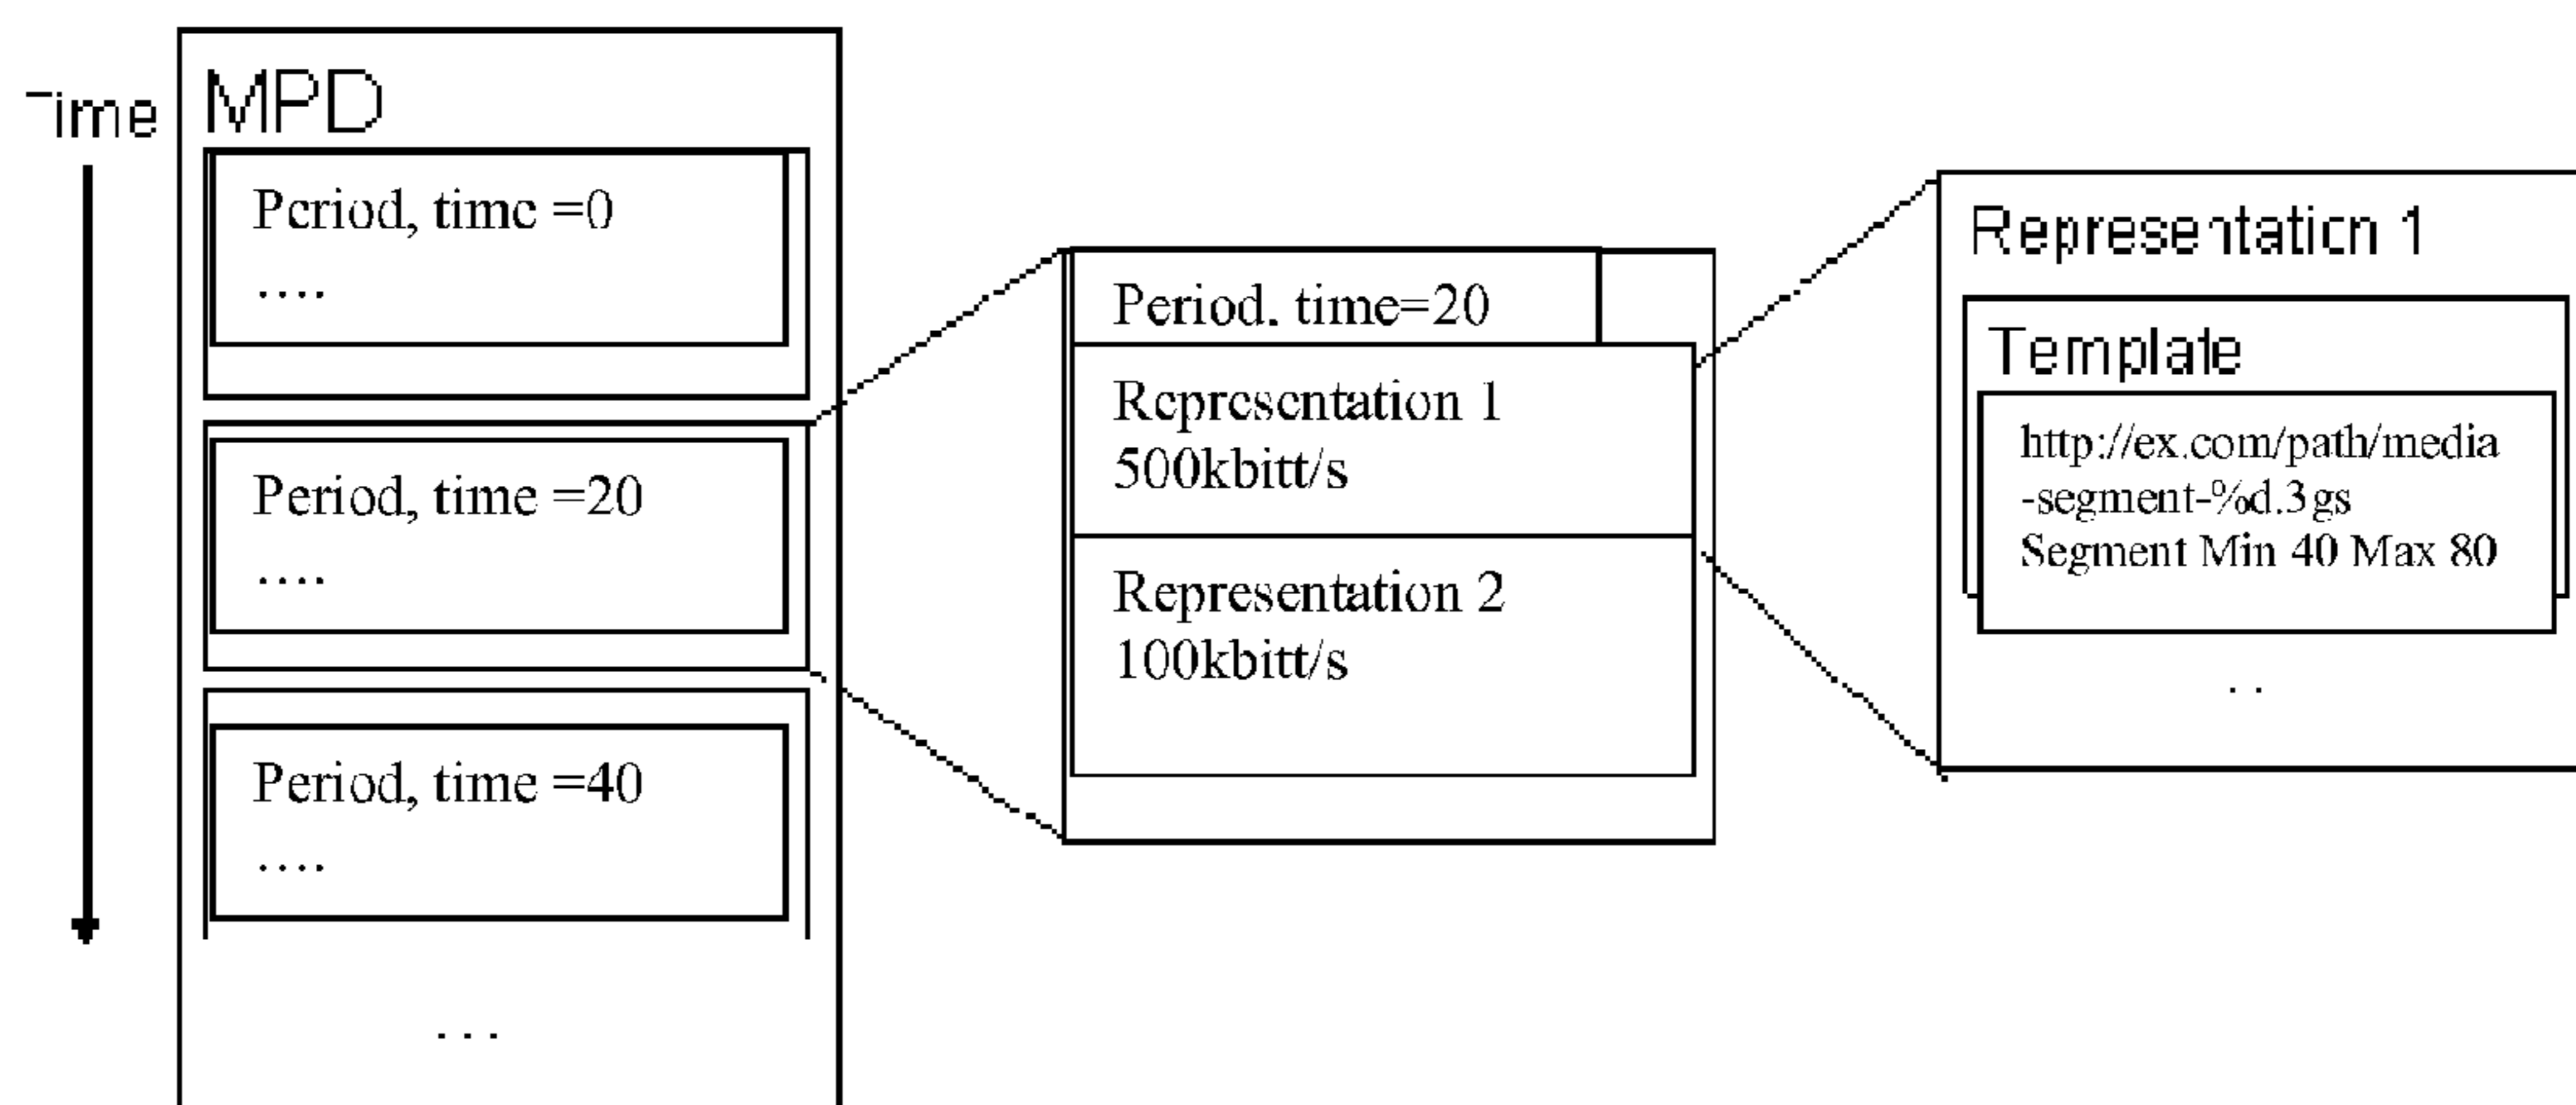 Time
MPD
Period, time =0
....
Period, time =20
....
Period, time =40
....
...
Period. time=20
Representation 1
500kbitt/s
Representation 2
100kbitt/s
Representation 1
Template
http://ex.com/path/media
-segment-%d.3gs
Segment Min 40 Max 80
..